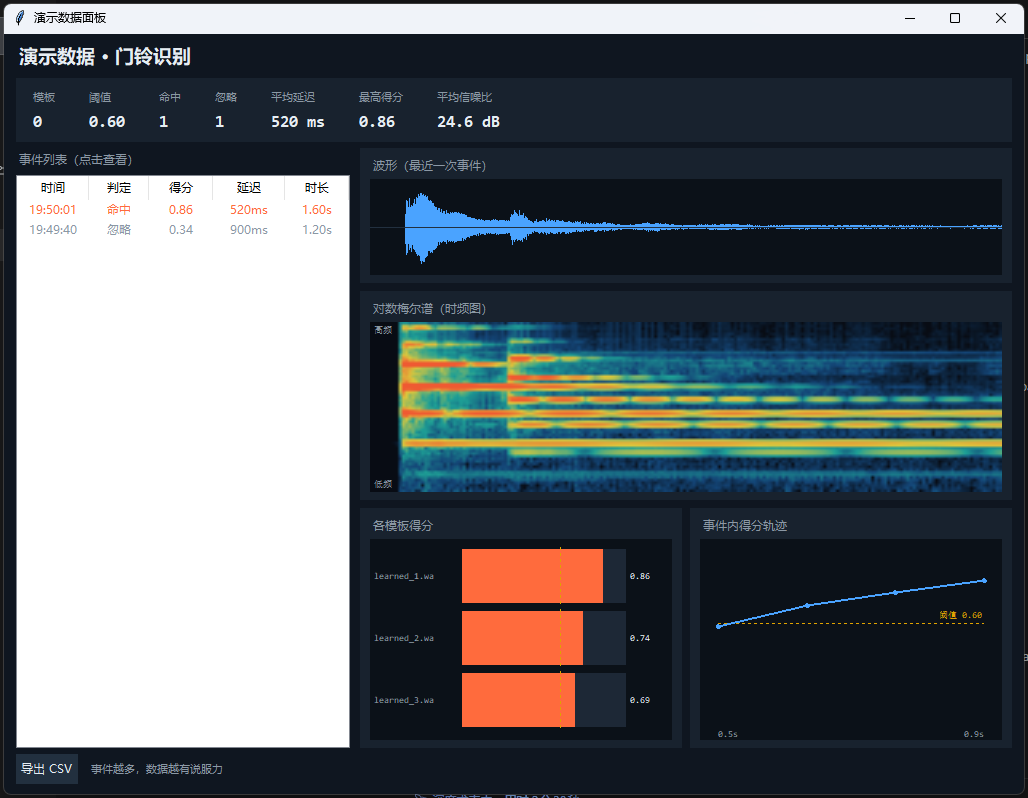 演示数据面板
演示数据 · 门铃识别
模板 阈值 命中 忽略 平均延迟 最高得分 平均信噪比
0 0.60 1 1 520 ms 0.86 24.6 dB
事件列表（点击查看）
时间 判定 得分 延迟 时长
19:50:01 命中 0.86 520ms 1.60s
19:49:40 忽略 0.34 900ms 1.20s
波形（最近一次事件）
对数梅尔谱（时频图）
高频
低频
各模板得分
learned_1.wa 0.86
learned_2.wa 0.74
learned_3.wa 0.69
事件内得分轨迹
阈值 0.60
0.5s 0.9s
导出 CSV 事件越多，数据越有说服力